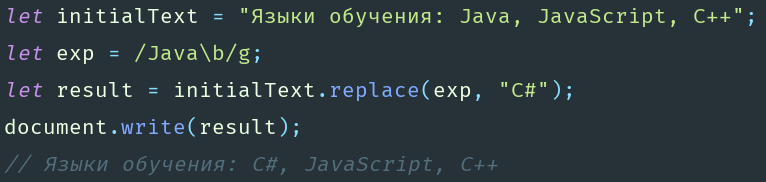 let initialText = "Языки обучения: Java, JavaScript, C++";
let exp = /Java\b/g;
let result = initialText.replace(exp, "C#");
document.write(result);
// Языки обучения: C#, JavaScript, C++